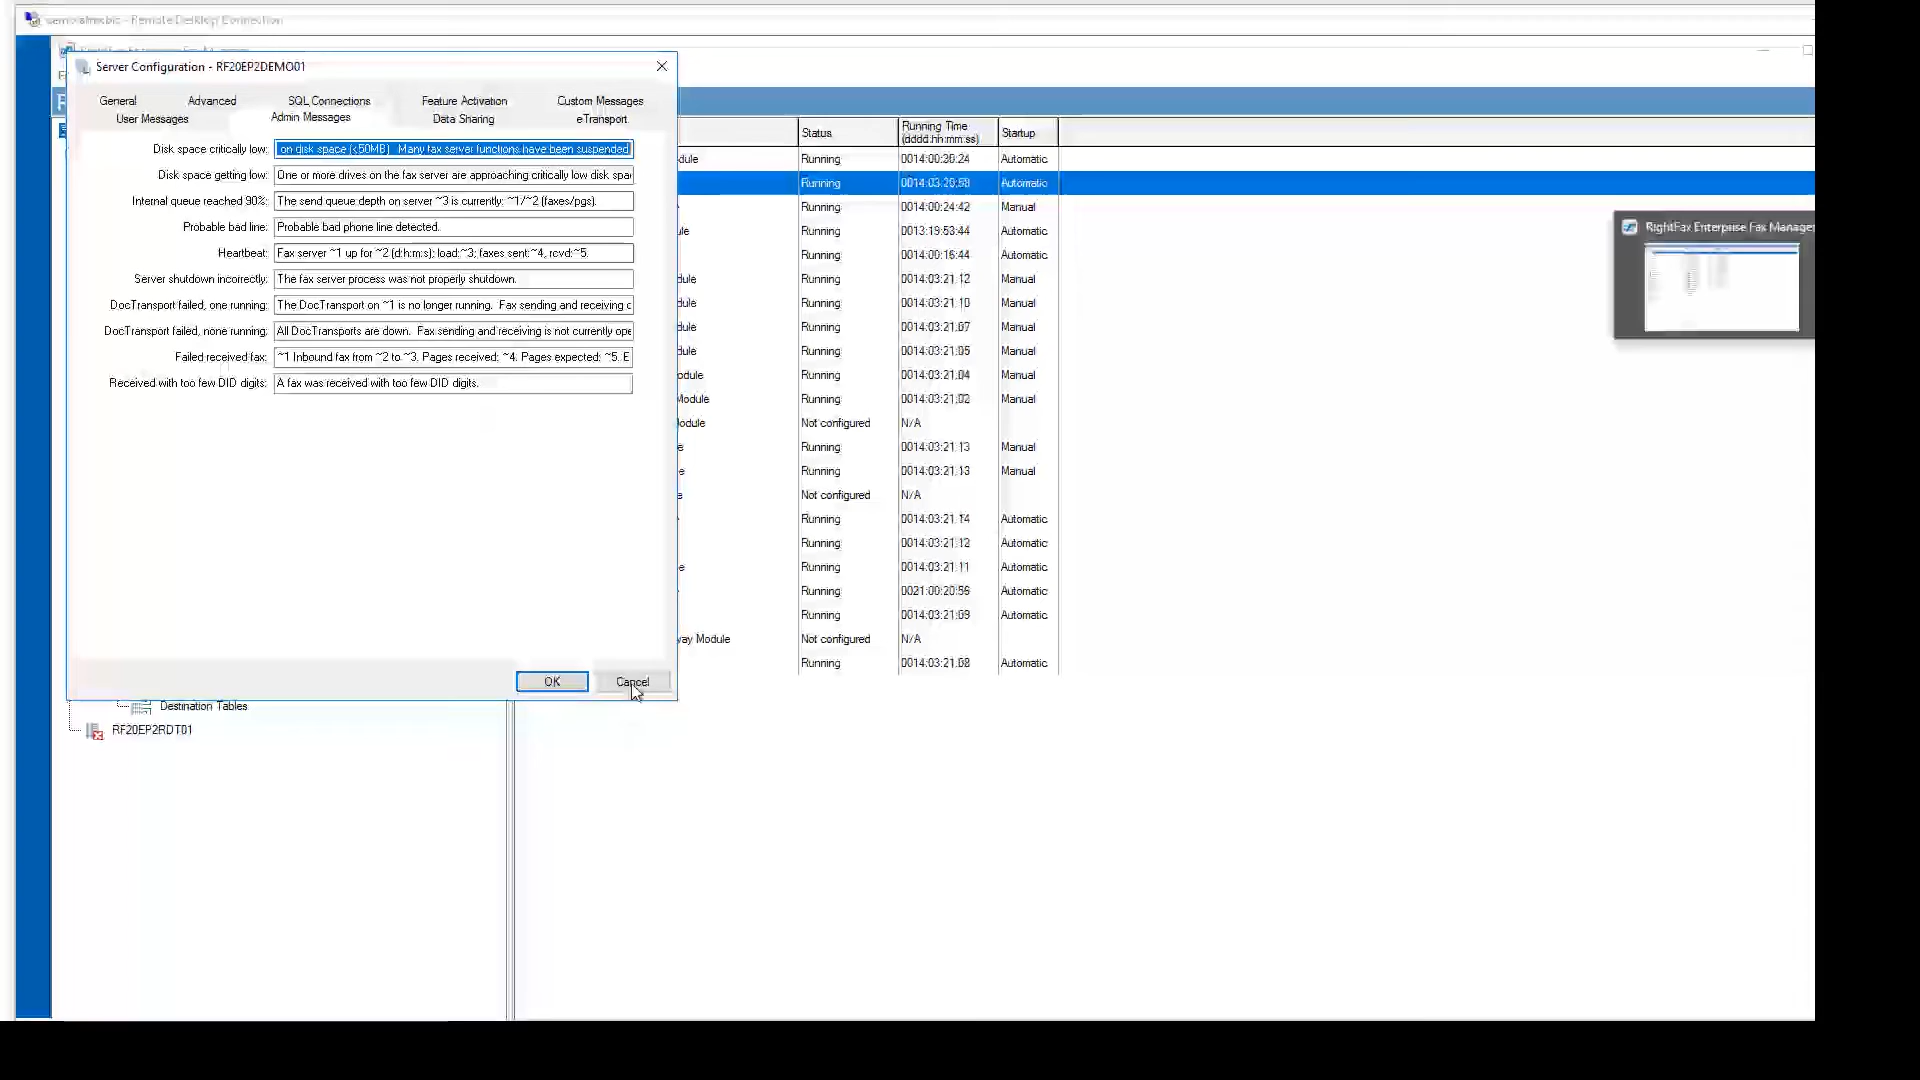 Remote Desktop Connection
Server Configuration - RF20EP2DEMO01
General Advanced SQL Connections Feature Activation Custom Messages
User Messages Admin Messages Data Sharing eTransport
Disk space critically low: on disk space (<50MB) Many fax server functions have been suspended
Disk space getting low: One or more drives on the fax server are approaching critically low disk spa
Internal queue reached 90%: The send queue depth on server ~3 is currently: ~1/~2 (faxes/pgs).
Probable bad line: Probable bad phone line detected.
Heartbeat: Fax server ~1 up for ~2 (d:h:m:s); load:~3; faxes sent:~4, rcvd:~5.
Server shutdown incorrectly: The fax server process was not properly shutdown.
DocTransport failed, one running: The DocTransport on ~1 is no longer running. Fax sending and receiving c
DocTransport failed, none running: All DocTransports are down. Fax sending and receiving is not currently ope
Failed received fax: ~1 Inbound fax from ~2 to ~3. Pages received: ~4. Pages expected: ~5. E
Received with too few DID digits: A fax was received with too few DID digits.
OK Cancel
Destination Tables
RF20EP2RDT01
Status Running Time (dddd:hh:mm:ss) Startup
dule Running 0014:00:20:24 Automatic
Running 0014:03:20:59 Automatic
Running 0014:00:24:42 Manual
ule Running 0013:19:53:44 Automatic
Running 0014:00:16:44 Automatic
dule Running 0014:03:21:12 Manual
dule Running 0014:03:21:10 Manual
dule Running 0014:03:21:07 Manual
dule Running 0014:03:21:05 Manual
odule Running 0014:03:21:04 Manual
Module Running 0014:03:21:02 Manual
lodule Not configured N/A
e Running 0014:03:21:13 Manual
e Running 0014:03:21:13 Manual
e Not configured N/A
Running 0014:03:21:14 Automatic
Running 0014:03:21:12 Automatic
e Running 0014:03:21:11 Automatic
Running 0021:00:20:56 Automatic
Running 0014:03:21:09 Automatic
way Module Not configured N/A
Running 0014:03:21:08 Automatic
RightFax Enterprise Fax Manager